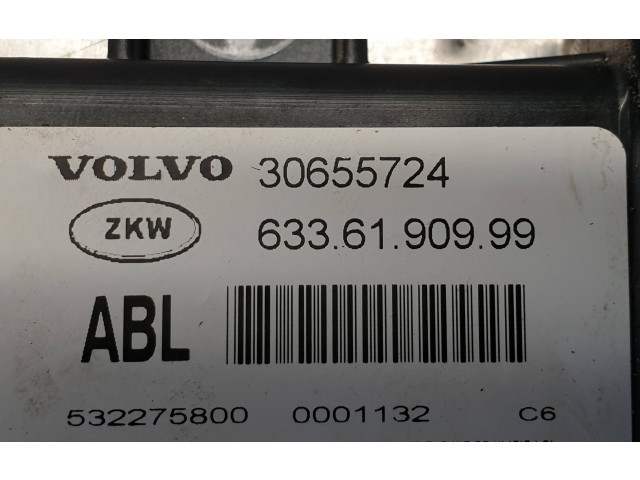 VOLVO 30655724
ZKW 633.61.909.99
ABL
532275800 0001132 C6